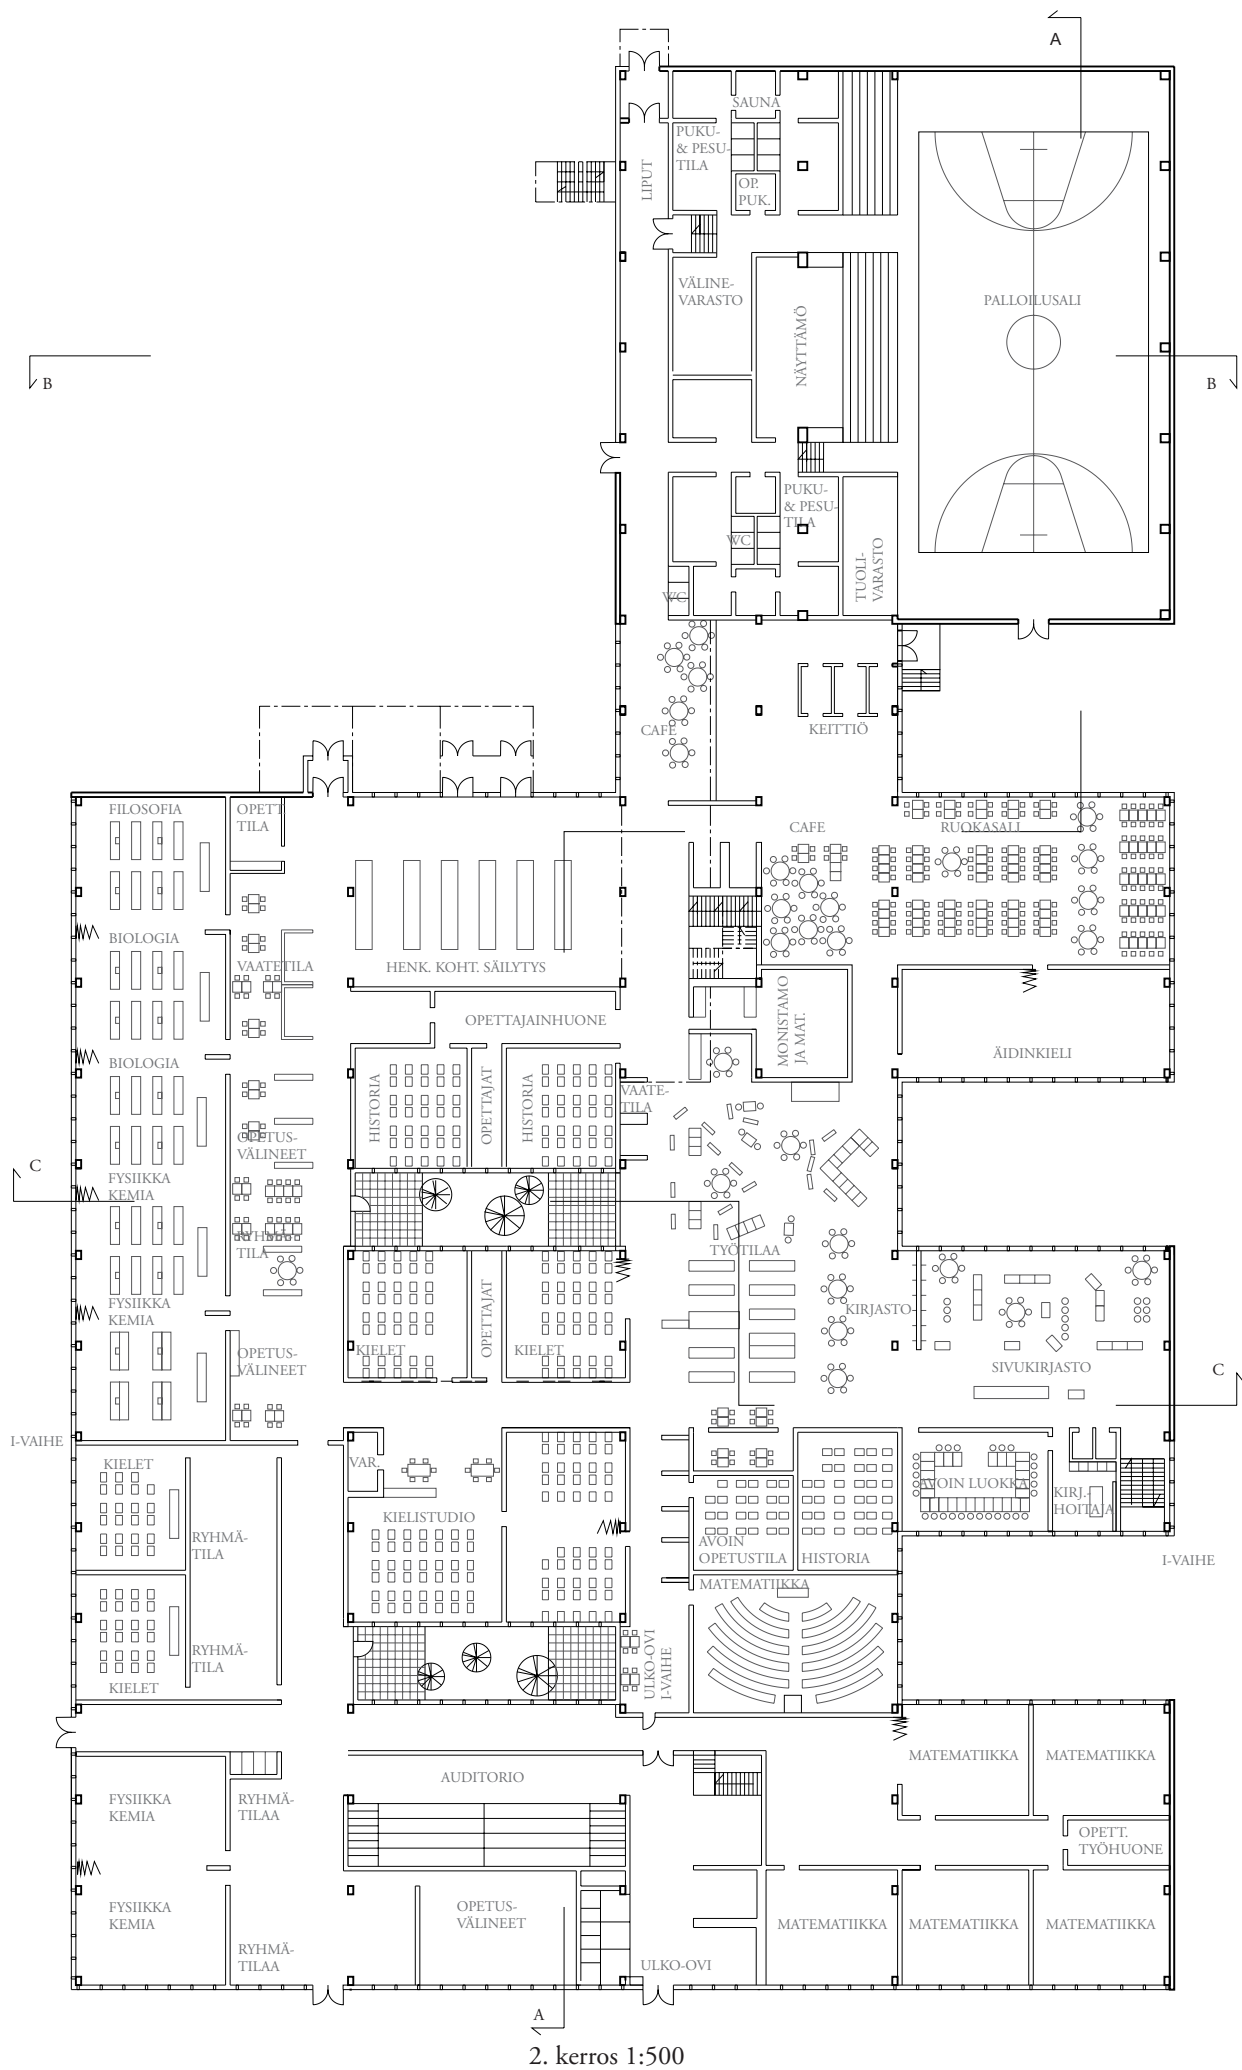 A
SAUNA
PUKU-
& PESU-
TILA
LIPUT
OP.
PUK.
VÄLINE-
VARASTO
NÄYTTÄMÖ
PALLOILUSALI
B
B
PUKU-
& PESU-
TILA
WC
TUOLI-
VARASTO
WC
CAFE
KEITTIÖ
FILOSOFIA
OPETT
TILA
CAFE
RUOKASALI
BIOLOGIA
VAATETILA
HENK. KOHT. SÄILYTYS
OPETTAJAINHUONE
MONISTAMO
JA MAT.
ÄIDINKIELI
BIOLOGIA
HISTORIA
OPETTAJAT
HISTORIA
VAATE-
TILA
OPETUS-
VÄLINEET
C
FYSIIKKA
KEMIA
RYHMÄ-
TILA
TYÖTILAA
FYSIIKKA
KEMIA
OPETTAJAT
KIRJASTO
OPETUS-
VÄLINEET
KIELET
KIELET
SIVUKIRJASTO
C
I-VAIHE
KIELET
VAR.
AVOIN LUOKKA
KIRJ.-
HOITAJA
KIELISTUDIO
RYHMÄ-
TILA
AVOIN
OPETUSTILA
HISTORIA
I-VAIHE
MATEMATIIKKA
RYHMÄ-
TILA
KIELET
ULKO-OVI
I-VAIHE
MATEMATIIKKA
MATEMATIIKKA
AUDITORIO
FYSIIKKA
KEMIA
RYHMÄ-
TILAA
OPETT.
TYÖHUONE
FYSIIKKA
KEMIA
OPETUS-
VÄLINEET
MATEMATIIKKA
MATEMATIIKKA
MATEMATIIKKA
RYHMÄ-
TILAA
ULKO-OVI
A
2. kerros 1:500